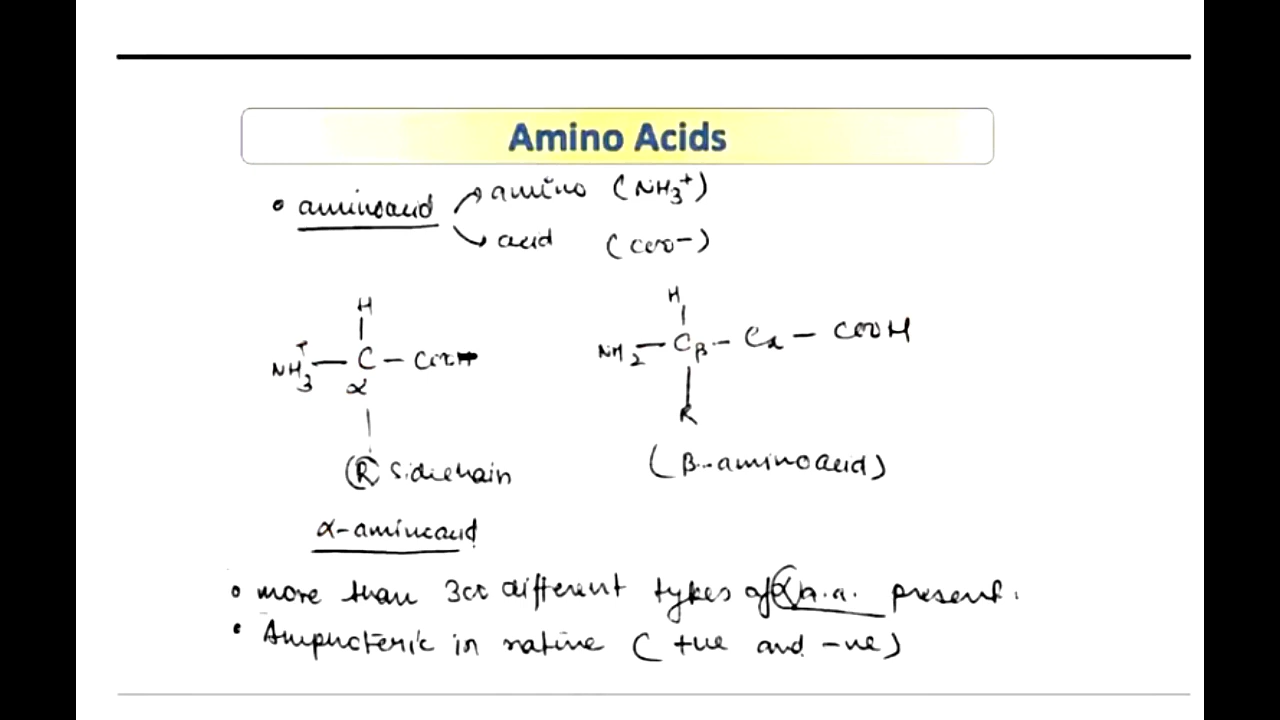 Amino Acids
• aminoacid amino (NH3+)
acid (COO-)
H
NH3+ — C — COO
α
R Sidechain
α-aminoacid
H
NH2 — Cβ — Cα — COOH
R
(β-aminoacid)
• more than 300 different types of α a.a. present.
• Amphoteric in native (+ve and -ve)